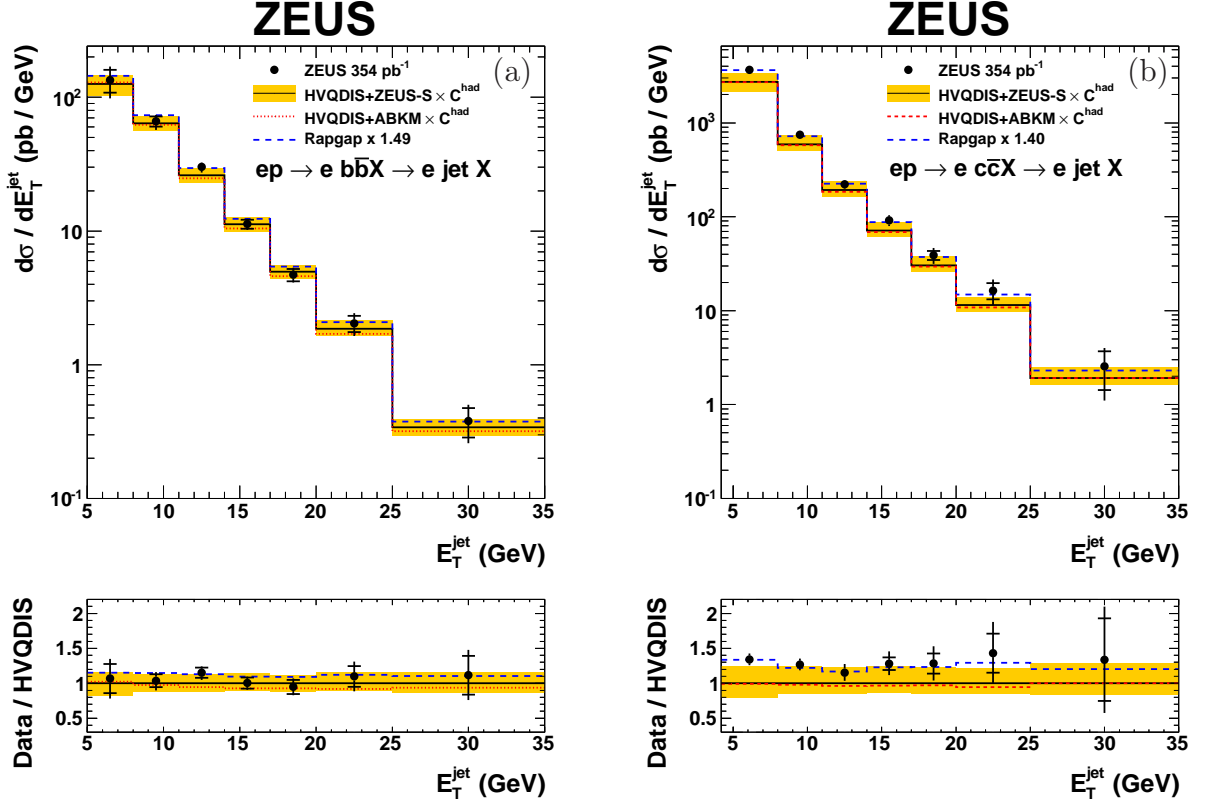 ZEUS
(a)
dσ / dE_T^jet (pb / GeV)
ZEUS 354 pb⁻¹
HVQDIS+ZEUS-S × C^had
HVQDIS+ABKM × C^had
Rapgap x 1.49
ep → e bb̅X → e jet X
10²
10
1
10⁻¹
5 10 15 20 25 30 35
E_T^jet (GeV)
Data / HVQDIS
2
1.5
1
0.5
5 10 15 20 25 30 35
E_T^jet (GeV)
ZEUS
(b)
dσ / dE_T^jet (pb / GeV)
ZEUS 354 pb⁻¹
HVQDIS+ZEUS-S × C^had
HVQDIS+ABKM × C^had
Rapgap x 1.40
ep → e cc̅X → e jet X
10³
10²
10
1
10⁻¹
5 10 15 20 25 30 35
E_T^jet (GeV)
Data / HVQDIS
2
1.5
1
0.5
5 10 15 20 25 30 35
E_T^jet (GeV)